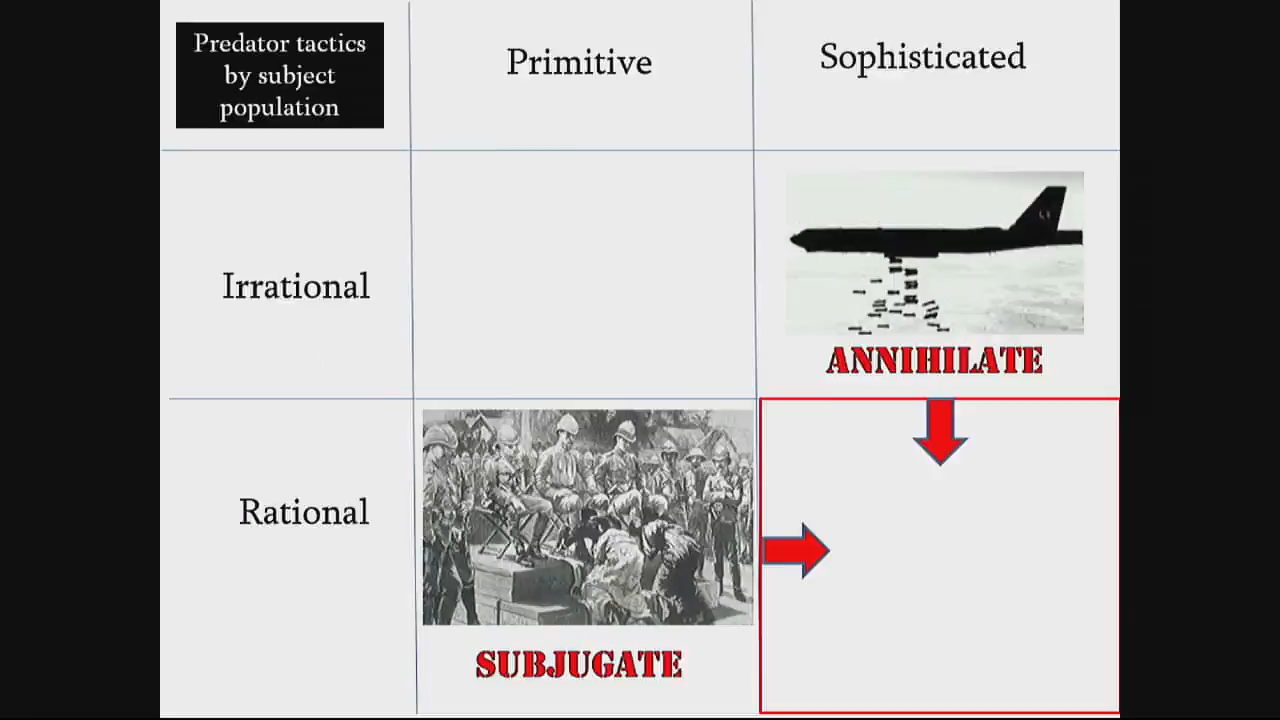 Predator tactics
by subject
population
Primitive
Sophisticated
Irrational
ANNIHILATE
Rational
SUBJUGATE